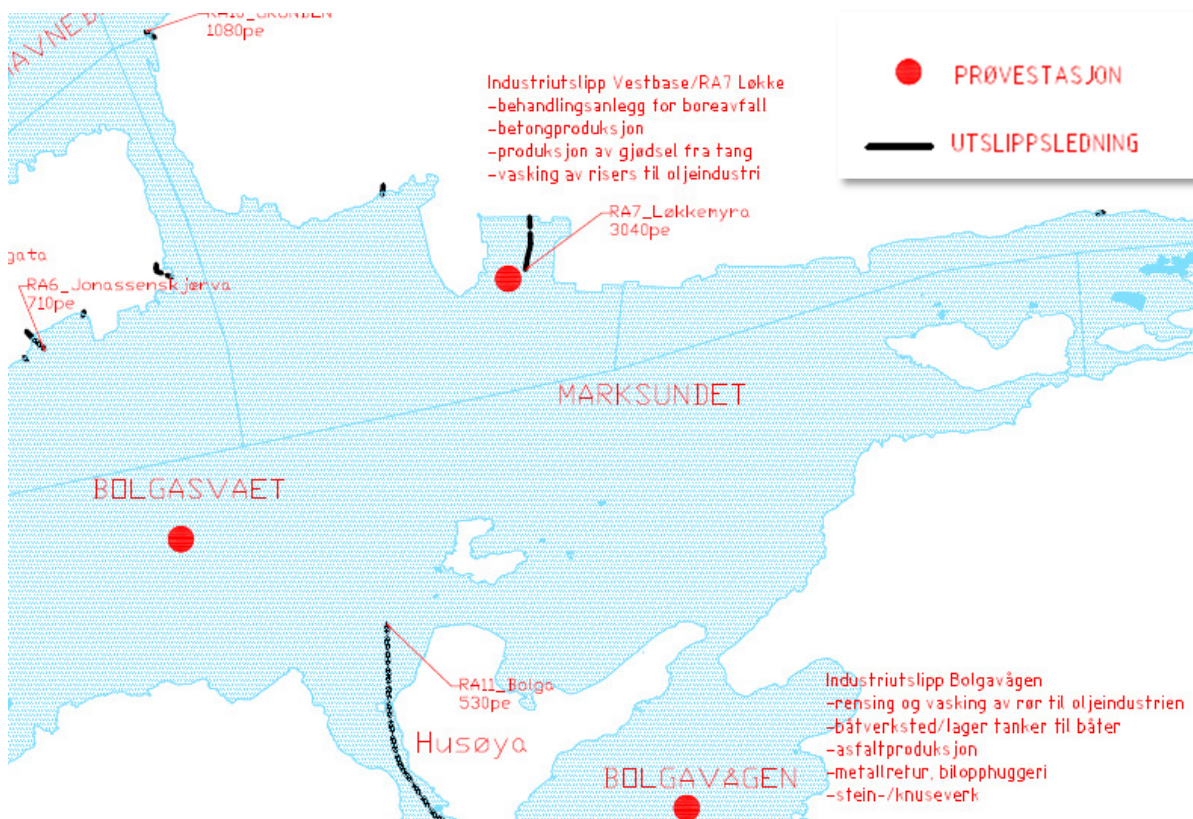 1080pe
Industriutslipp Vestbase/RA7 Løkke
-behandlingsanlegg for boreavfall
-betongproduksjon
-produksjon av gjødsel fra tang
-vasking av risers til oljeindustri
PRØVESTASJON
UTSLIPPSLEDNING
RA7_Løkkemyra
3040pe
gata
RA6_Jonassenskjærva
710pe
MARKSUNDET
BOLGASVAET
RA11_Bolga
530pe
Husøya
BOLGAVÅGEN
Industriutslipp Bolgavågen
-rensing og vasking av rør til oljeindustrien
-båtverksted/lager tanker til båter
-asfaltproduksjon
-metallretur, bilopphuggeri
-stein-/knuseverk